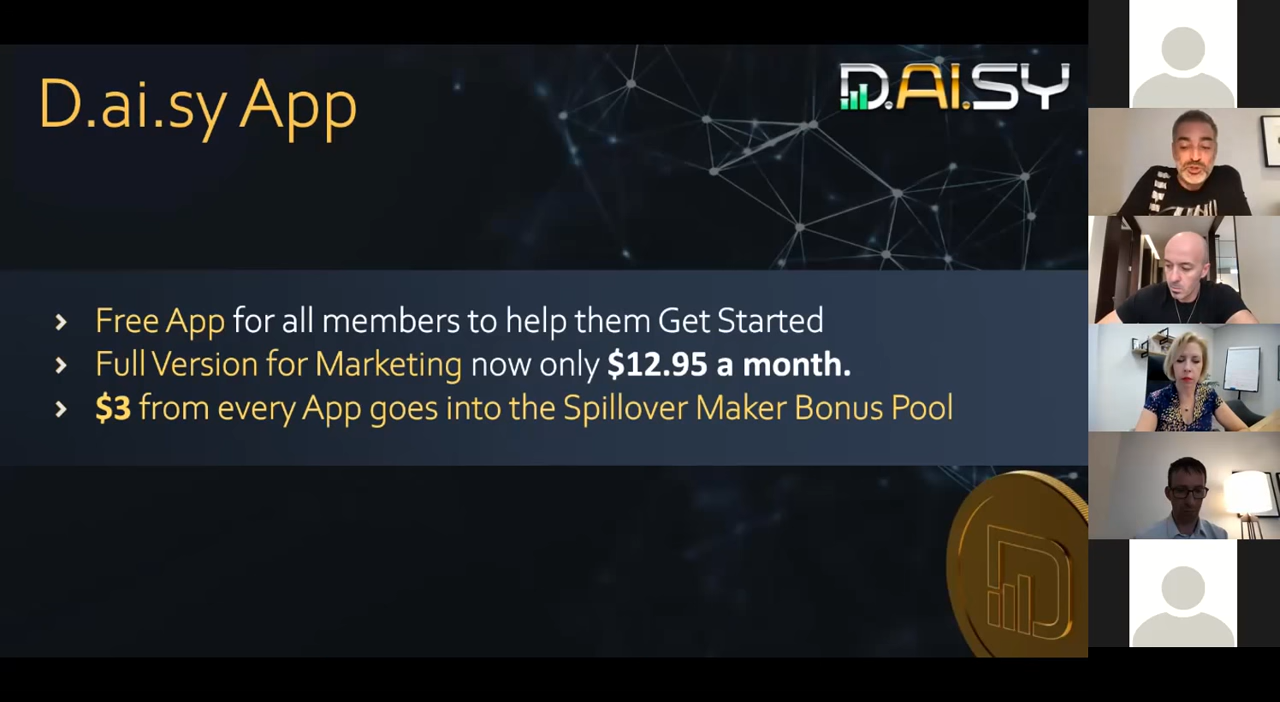 D.ai.sy App
D.AI.SY
Free App for all members to help them Get Started
Full Version for Marketing now only $12.95 a month.
$3 from every App goes into the Spillover Maker Bonus Pool